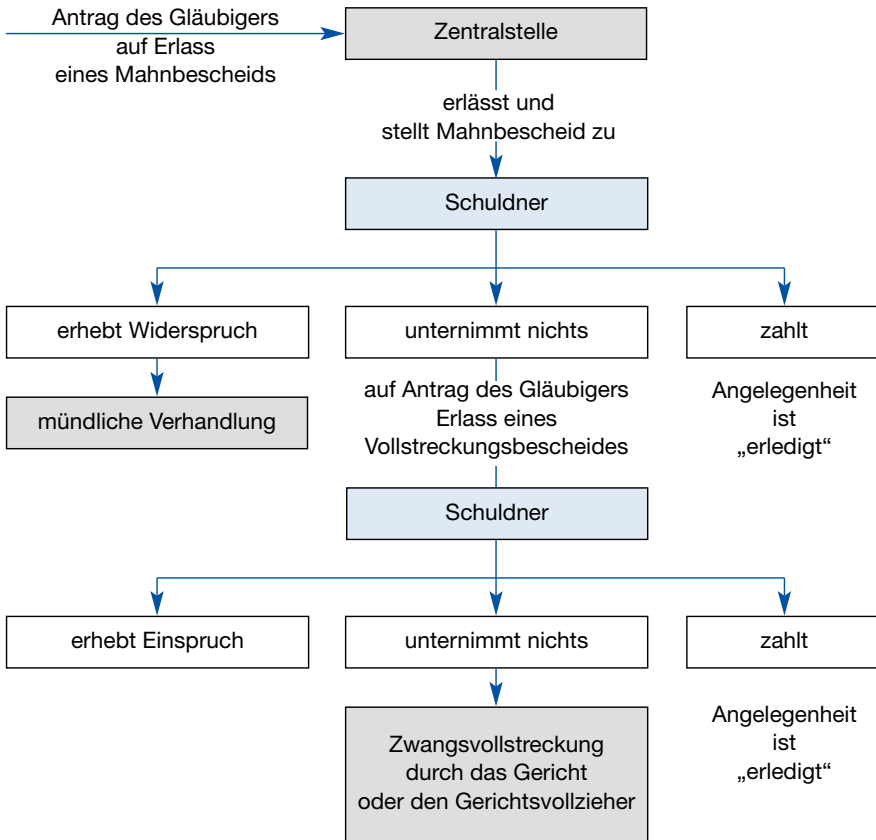 Antrag des Gläubigers
auf Erlass
eines Mahnbescheids
Zentralstelle
erlässt und
stellt Mahnbescheid zu
Schuldner
erhebt Widerspruch
unternimmt nichts
zahlt
mündliche Verhandlung
auf Antrag des Gläubigers
Erlass eines
Vollstreckungsbescheides
Angelegenheit
ist
„erledigt“
Schuldner
erhebt Einspruch
unternimmt nichts
zahlt
Zwangsvollstreckung
durch das Gericht
oder den Gerichtsvollzieher
Angelegenheit
ist
„erledigt“